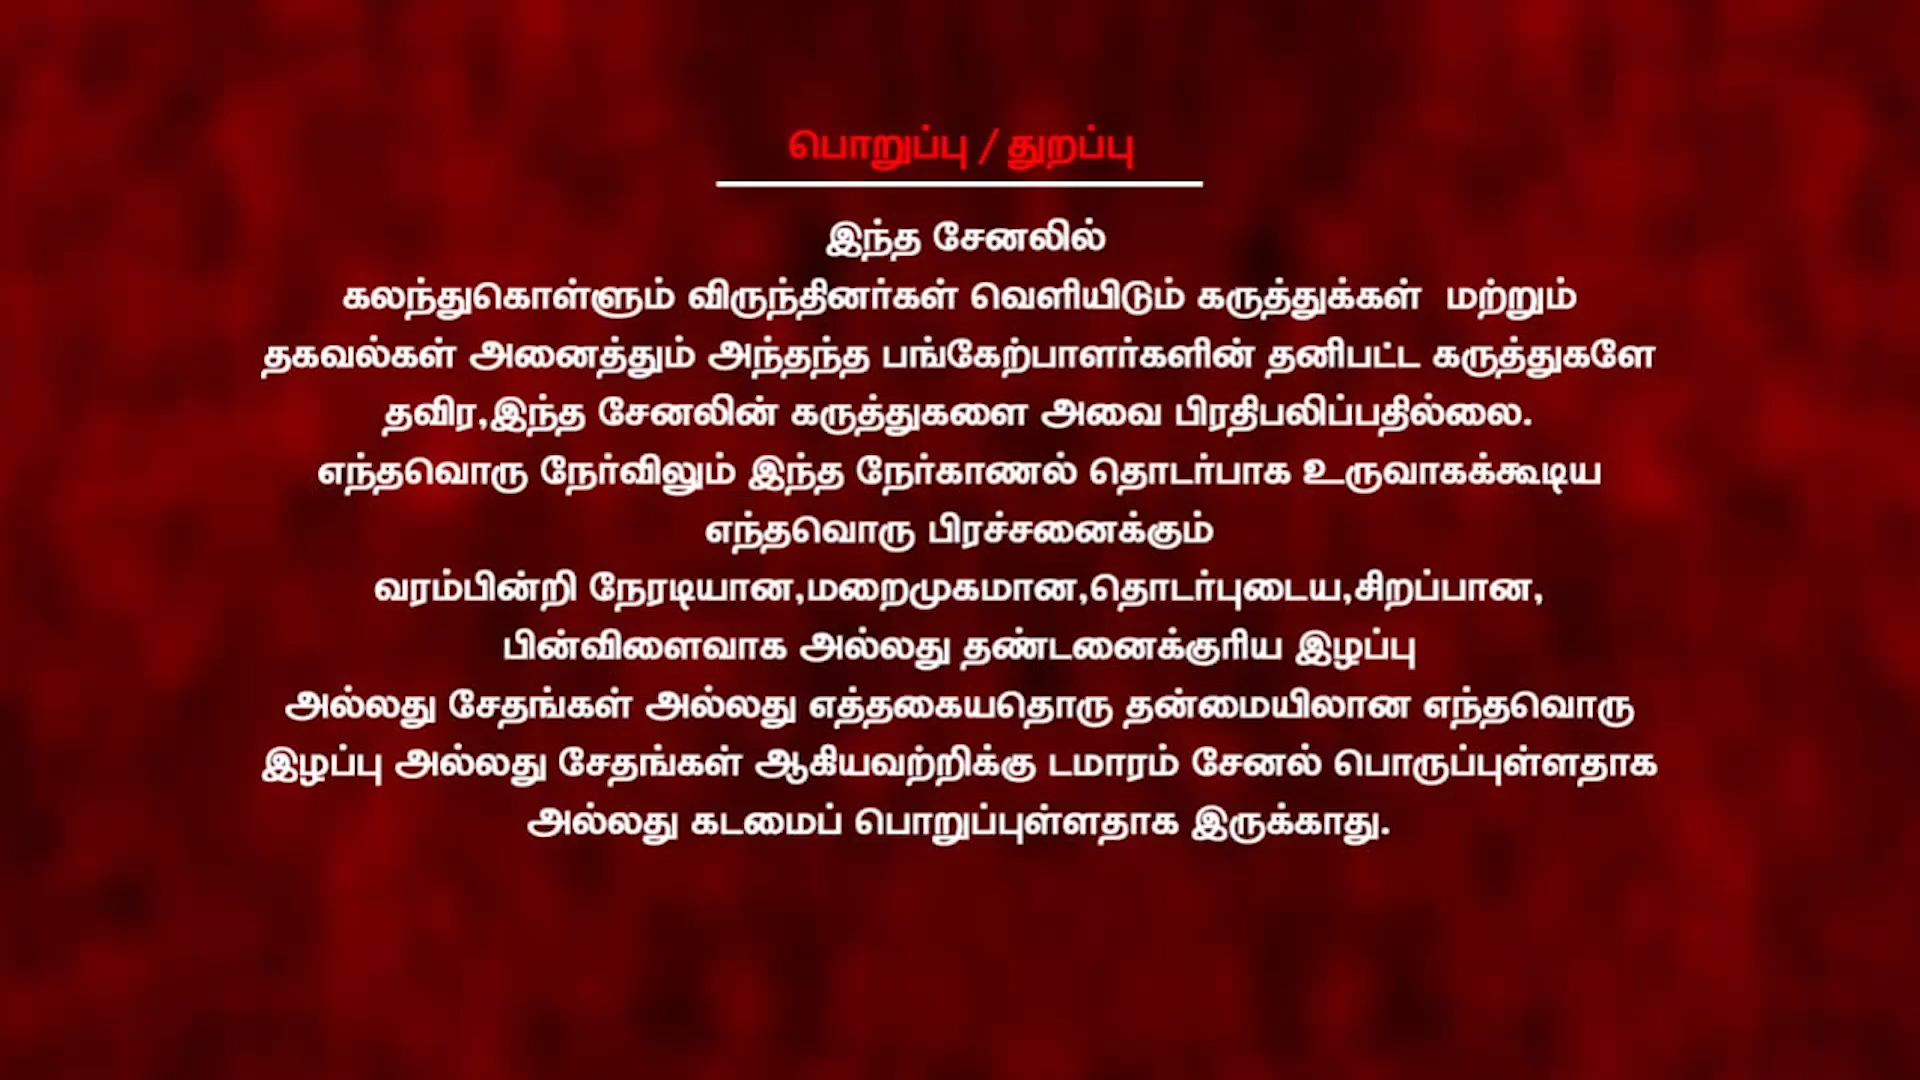 பொறுப்பு / துறப்பு
இந்த சேனலில்
கலந்துகொள்ளும் விருந்தினர்கள் வெளியிடும் கருத்துக்கள் மற்றும்
தகவல்கள் அனைத்தும் அந்தந்த பங்கேற்பாளர்களின் தனிபட்ட கருத்துகளே
தவிர,இந்த சேனலின் கருத்துகளை அவை பிரதிபலிப்பதில்லை.
எந்தவொரு நேர்விலும் இந்த நேர்காணல் தொடர்பாக உருவாகக்கூடிய
எந்தவொரு பிரச்சனைக்கும்
வரம்பின்றி நேரடியான,மறைமுகமான,தொடர்புடைய,சிறப்பான,
பின்விளைவாக அல்லது தண்டனைக்குரிய இழப்பு
அல்லது சேதங்கள் அல்லது எத்தகையதொரு தன்மையிலான எந்தவொரு
இழப்பு அல்லது சேதங்கள் ஆகியவற்றிக்கு டமாரம் சேனல் பொருப்புள்ளதாக
அல்லது கடமைப் பொறுப்புள்ளதாக இருக்காது.